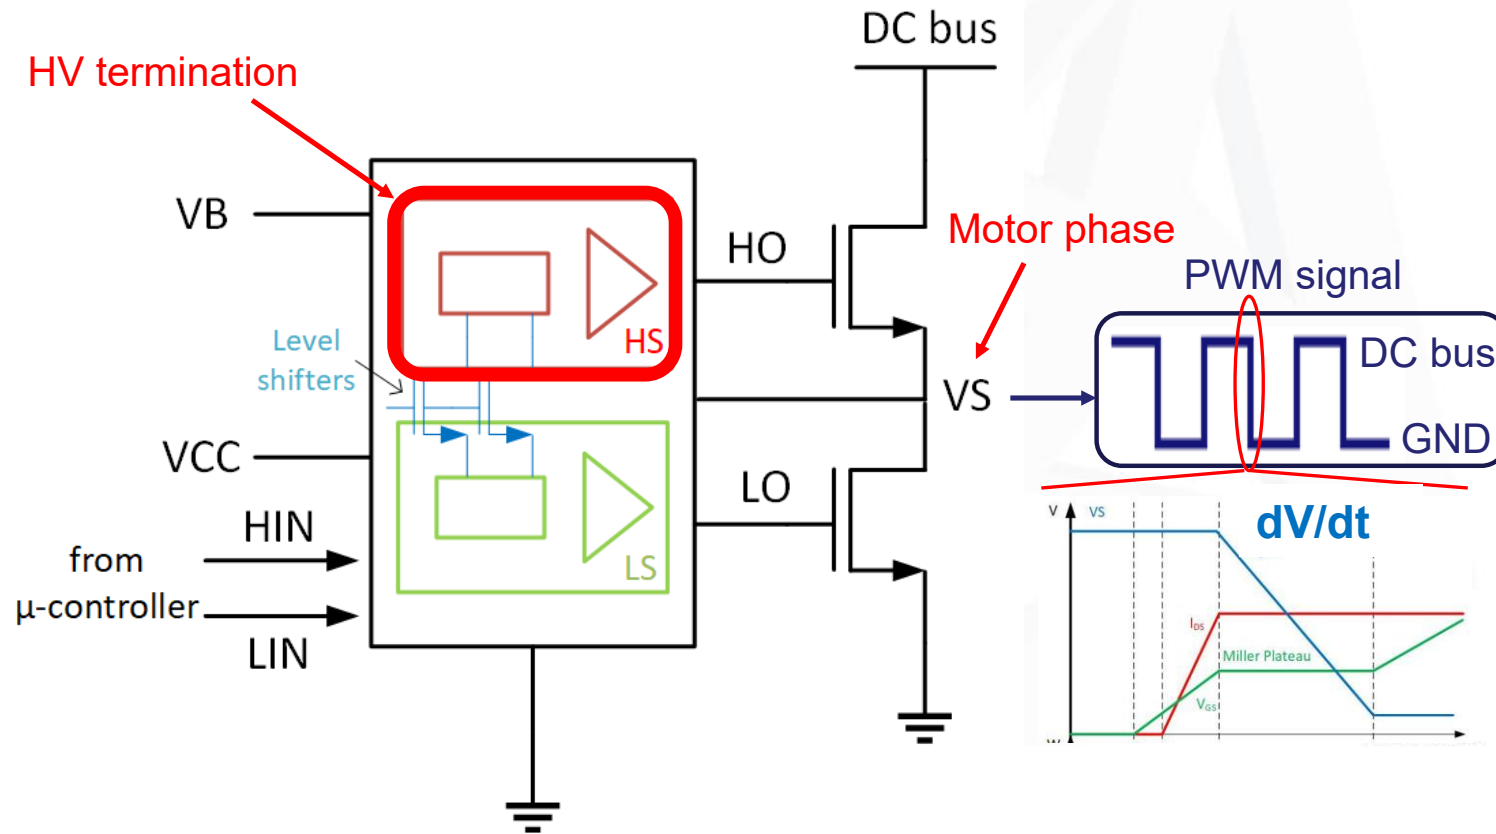 DC bus
HV termination
VB
HO
Motor phase
PWM signal
Level
shifters
HS
DC bus
VS
GND
VCC
LO
HIN
from
μ-controller
LIN
LS
V
VS
dV/dt
IDS
Miller Plateau
VGS